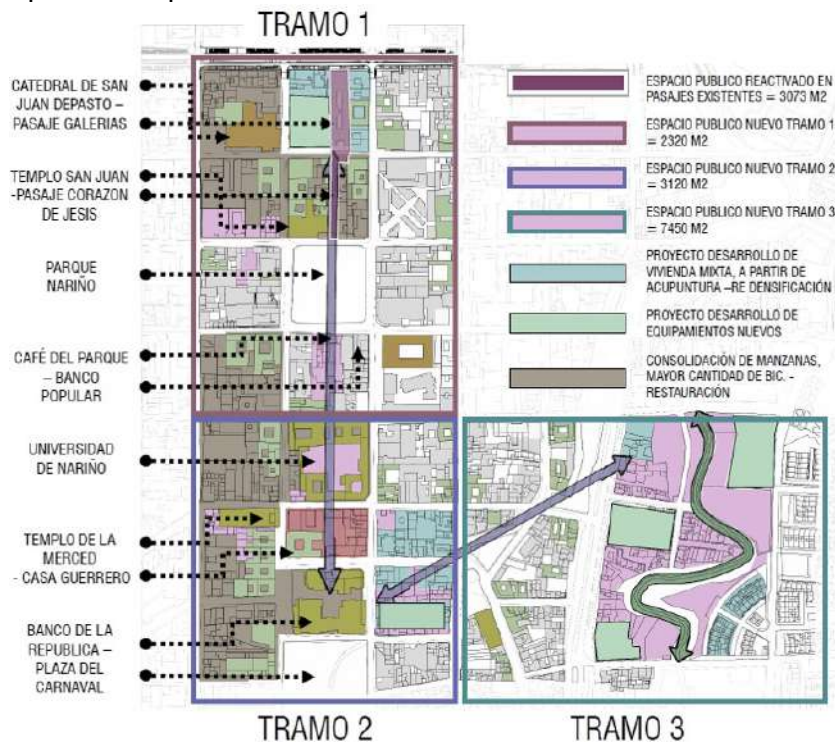 TRAMO 1
CATEDRAL DE SAN
JUAN DEPASTO –
PASAJE GALERIAS
TEMPLO SAN JUAN
-PASAJE CORAZON
DE JESIS
PARQUE
NARIÑO
CAFÉ DEL PARQUE
– BANCO
POPULAR
UNIVERSIDAD
DE NARIÑO
TEMPLO DE LA
MERCED
- CASA GUERRERO
BANCO DE LA
REPUBLICA –
PLAZA DEL
CARNAVAL
ESPACIO PUBLICO REACTIVADO EN
PASAJES EXISTENTES = 3073 M2
ESPACIO PUBLICO NUEVO TRAMO 1
= 2320 M2
ESPACIO PUBLICO NUEVO TRAMO 2
= 3120 M2
ESPACIO PUBLICO NUEVO TRAMO 3
= 7450 M2
PROYECTO DESARROLLO DE
VIVIENDA MIXTA, A PARTIR DE
ACUPUNTURA –RE DENSIFICACIÓN
PROYECTO DESARROLLO DE
EQUIPAMIENTOS NUEVOS
CONSOLIDACIÓN DE MANZANAS,
MAYOR CANTIDAD DE BIC. -
RESTAURACIÓN
TRAMO 2
TRAMO 3